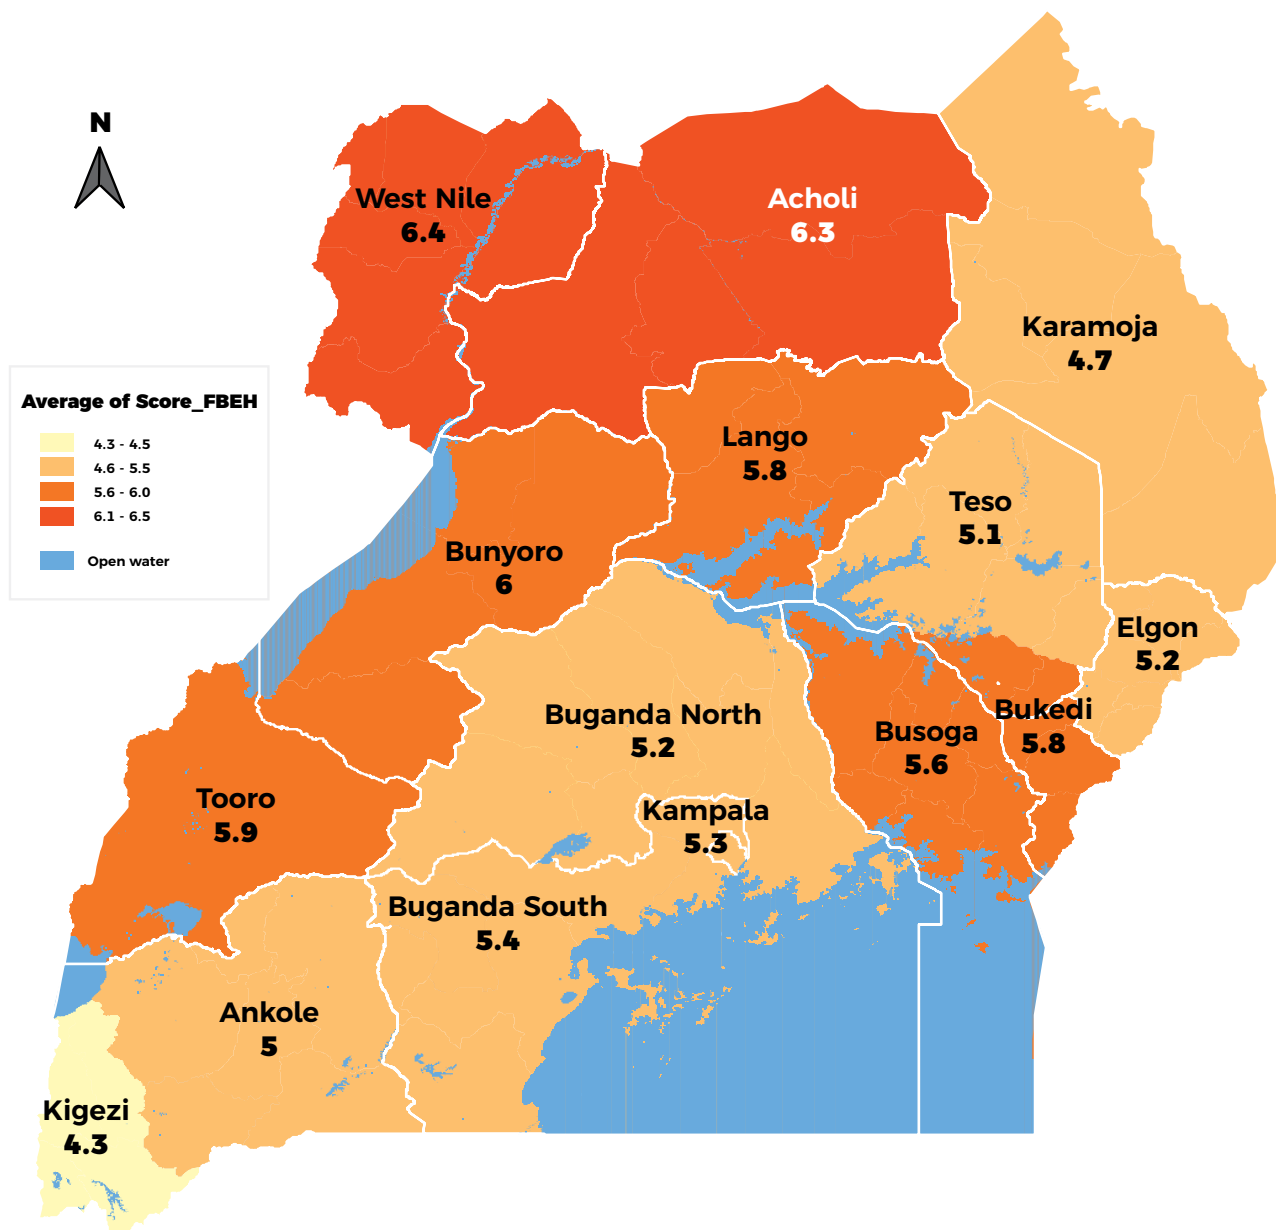 N
West Nile
6.4
Acholi
6.3
Karamoja
4.7
Average of Score_FBEH
4.3 - 4.5
4.6 - 5.5
5.6 - 6.0
6.1 - 6.5
Open water
Lango
5.8
Teso
5.1
Bunyoro
6
Elgon
5.2
Buganda North
5.2
Bukedi
5.8
Busoga
5.6
Tooro
5.9
Kampala
5.3
Buganda South
5.4
Ankole
5
Kigezi
4.3